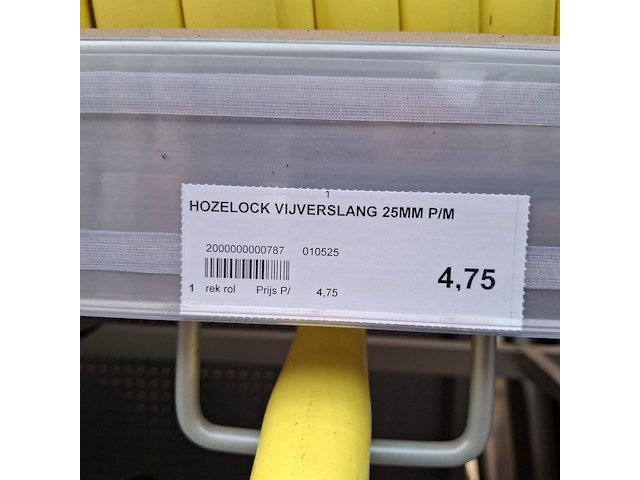 1
HOZELOCK VIJVERSLANG 25MM P/M
2000000000787 010525
4,75
1 rek rol Prijs P/ 4,75